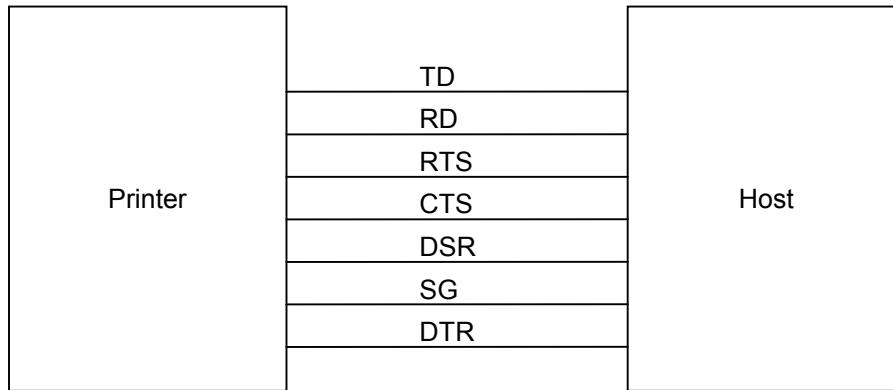 TD
RD
RTS
Printer
CTS
Host
DSR
SG
DTR